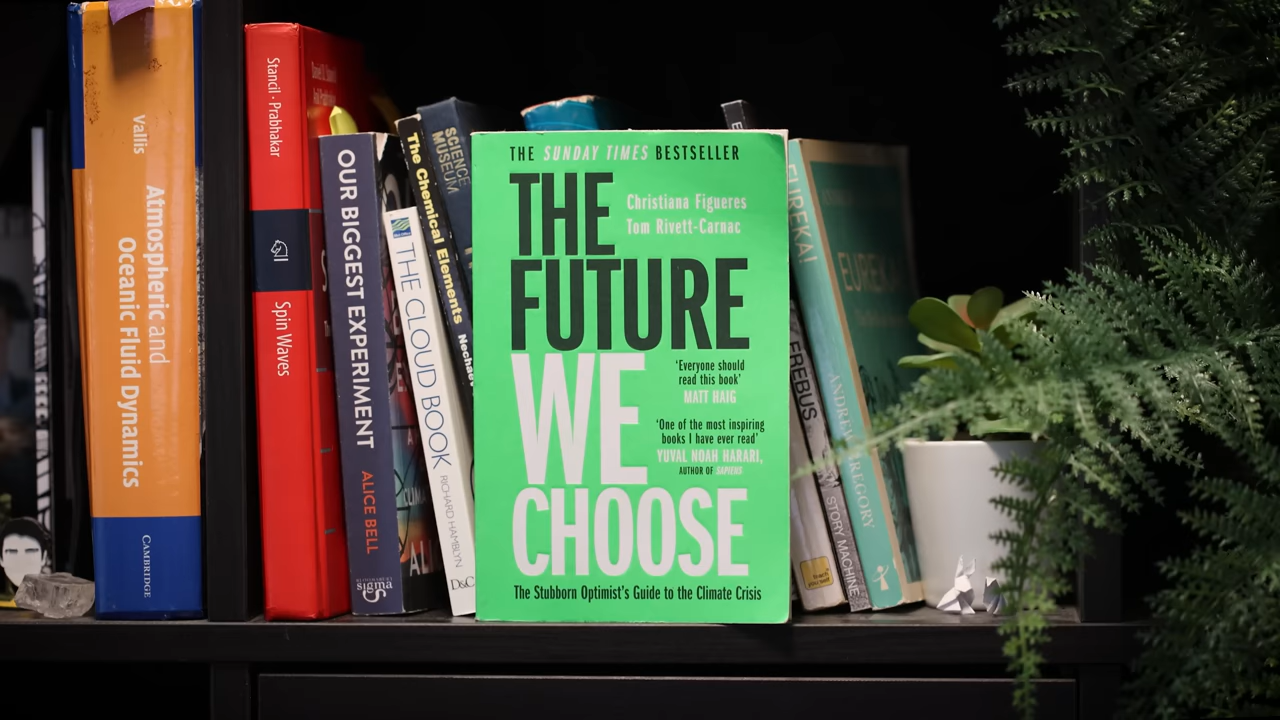 Vallis
Atmospheric and
Oceanic Fluid Dynamics
CAMBRIDGE
Stancil · Prabhakar
Spin Waves
OUR BIGGEST EXPERIMENT
ALICE BELL
BLOOMSBURY
sigma
THE CLOUD BOOK
RICHARD HAMBLYN
D&C
The Chemical Elements
SCIENCE
MUSEUM
THE SUNDAY TIMES BESTSELLER
THE
Christiana Figueres
Tom Rivett-Carnac
FUTURE
WE
'Everyone should
read this book'
MATT HAIG
'One of the most inspiring
books I have ever read'
YUVAL NOAH HARARI,
AUTHOR OF SAPIENS
CHOOSE
The Stubborn Optimist's Guide to the Climate Crisis
EREBUS
teach
yourself
STORY MACHINE
EUREKA!
ANDREW GREGORY
EUREK